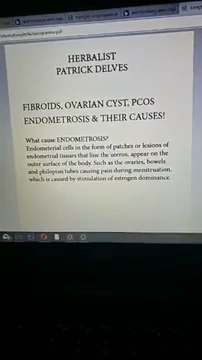 HERBALIST
PATRICK DELVES
FIBROIDS, OVARIAN CYST, PCOS
ENDOMETROSIS & THEIR CAUSES!
What cause ENDOMETROSIS?
Endometerial cells in the form of patches or lesions of
endometrial tissues that line the uterus, appear on the
outer surface of the body. Such as the ovaries, bowels
and philopian tubes causing pain during menstruation,
which is caused by stimulation of estrogen dominance.